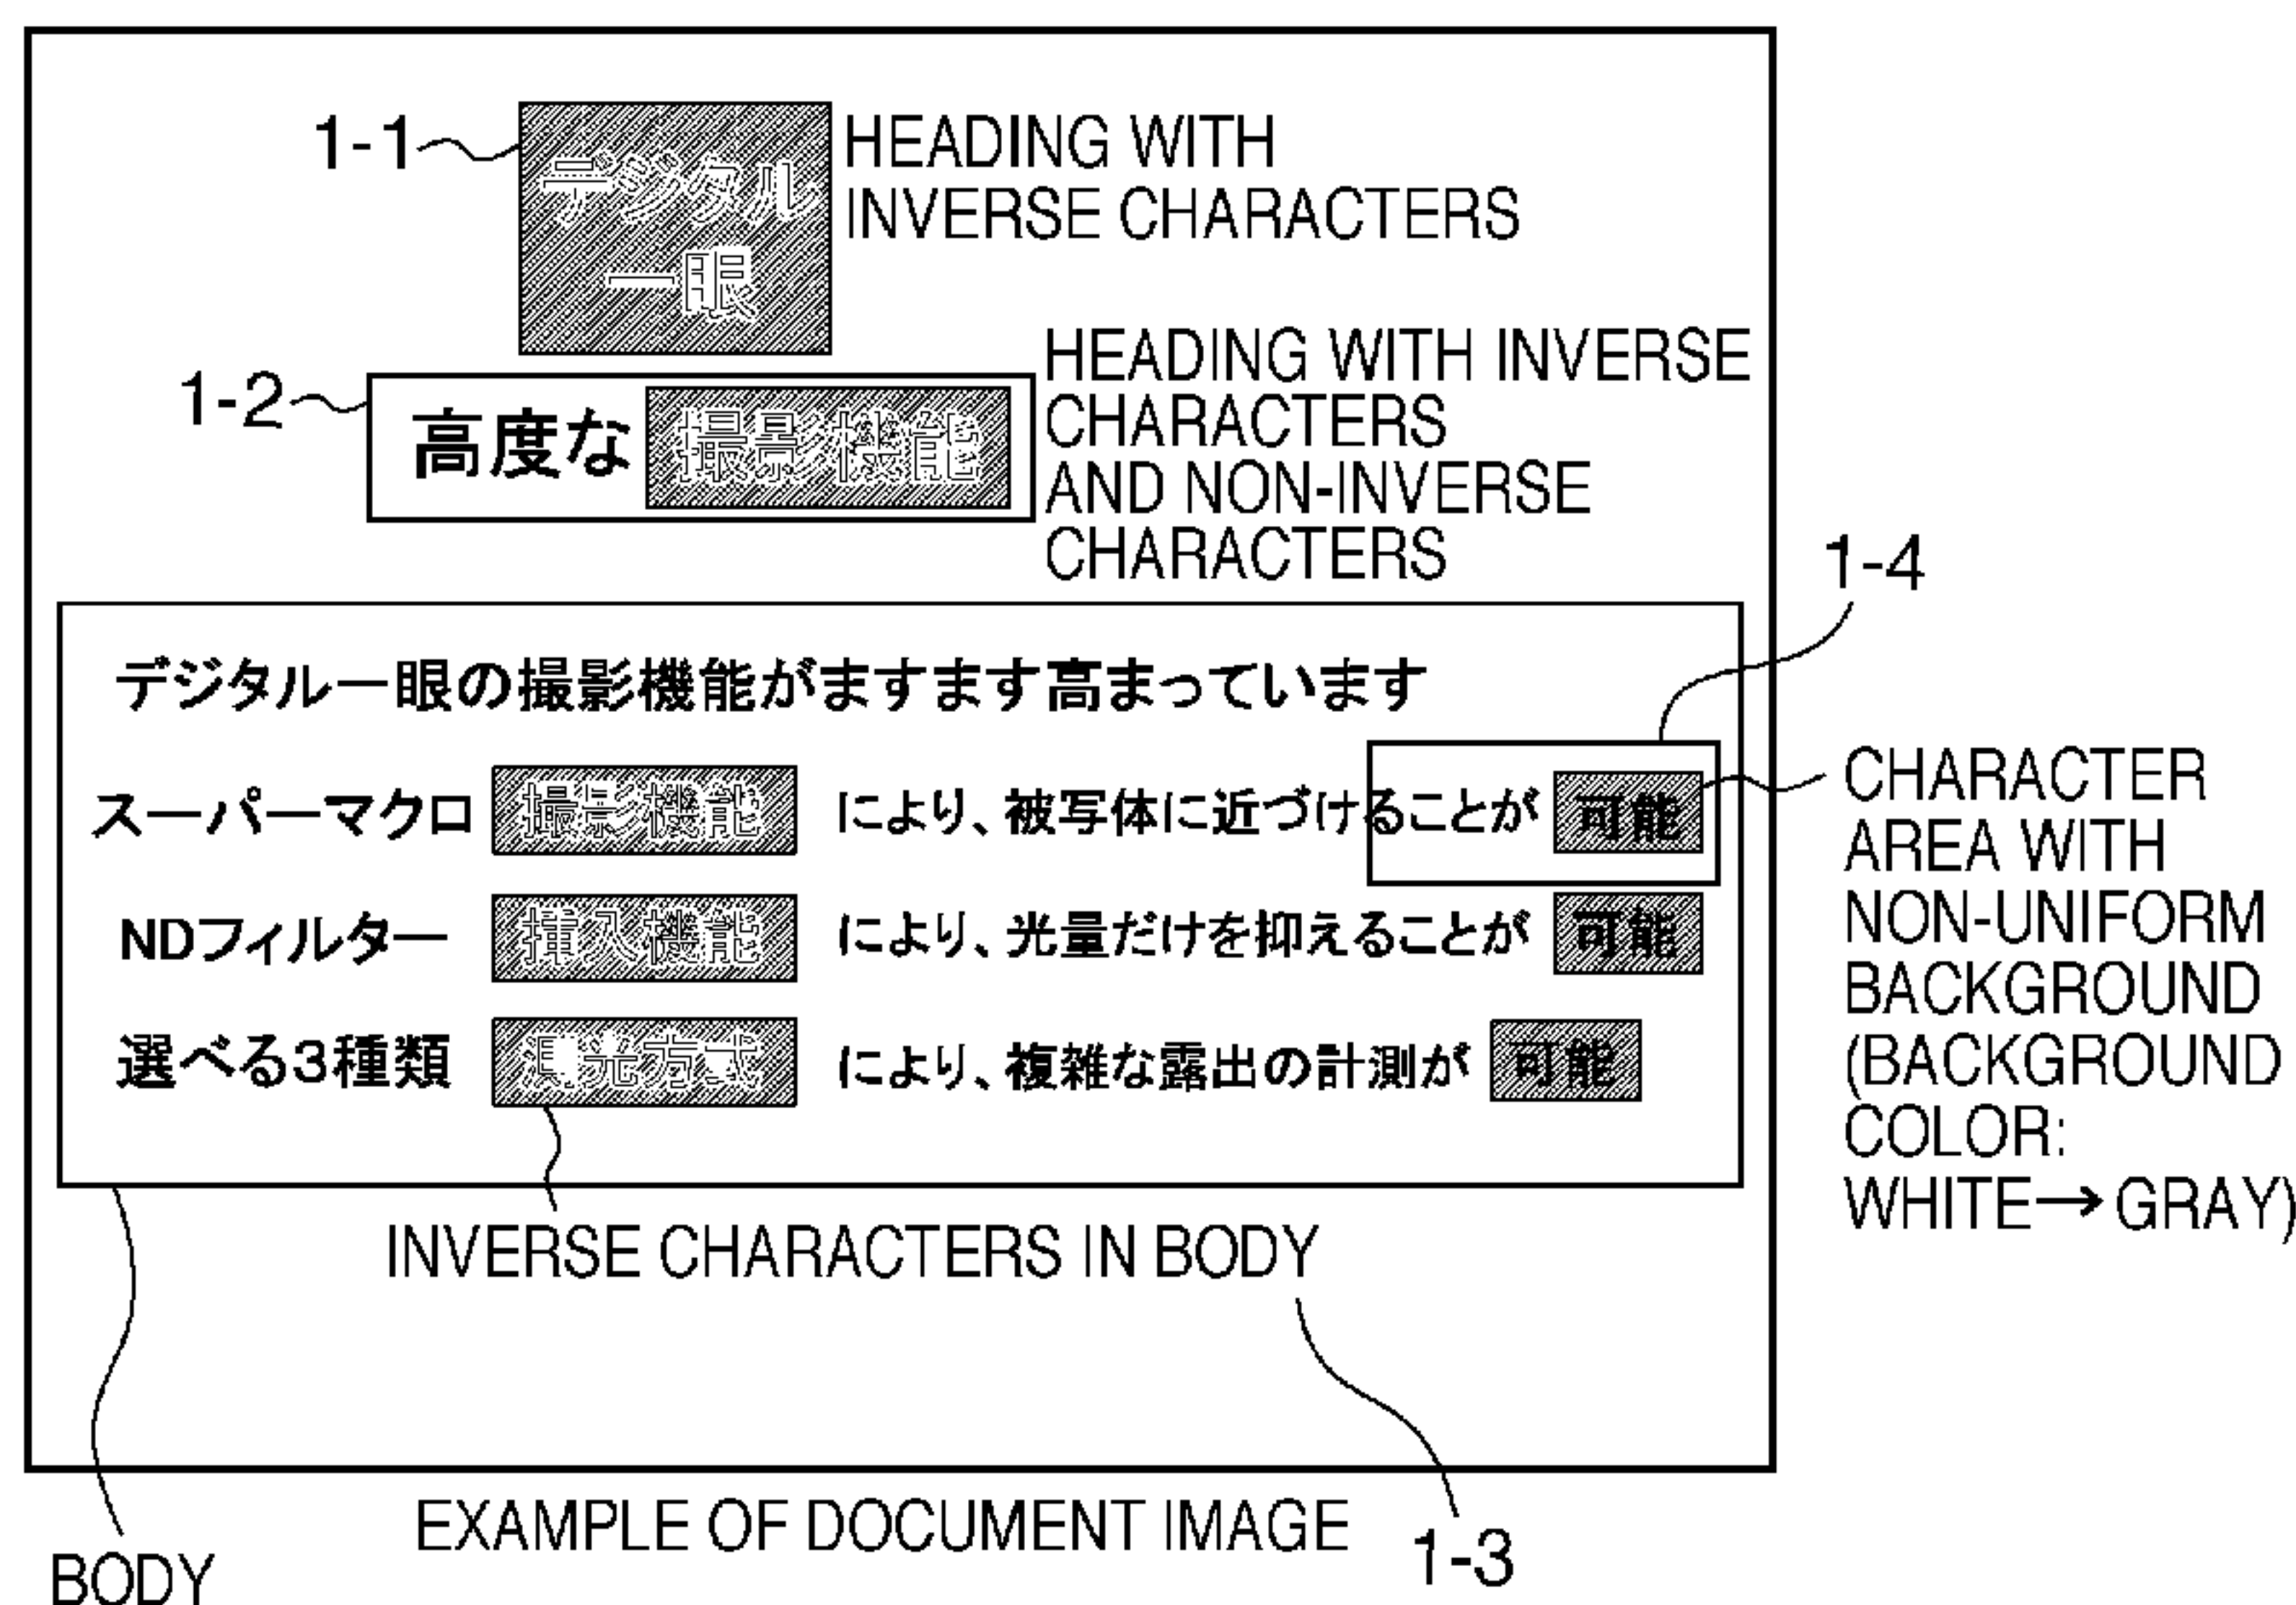 1-1
デジタル
一眼
HEADING WITH
INVERSE CHARACTERS
1-2
高度な 撮影機能
HEADING WITH INVERSE
CHARACTERS
AND NON-INVERSE
CHARACTERS
1-4
デジタル一眼の撮影機能がますます高まっています
スーパーマクロ 撮影機能 により、被写体に近づけることが 可能
NDフィルター 挿入機能 により、光量だけを抑えることが 可能
選べる3種類 測光方式 により、複雑な露出の計測が 可能
CHARACTER
AREA WITH
NON-UNIFORM
BACKGROUND
(BACKGROUND
COLOR:
WHITE→GRAY)
INVERSE CHARACTERS IN BODY
EXAMPLE OF DOCUMENT IMAGE
1-3
BODY